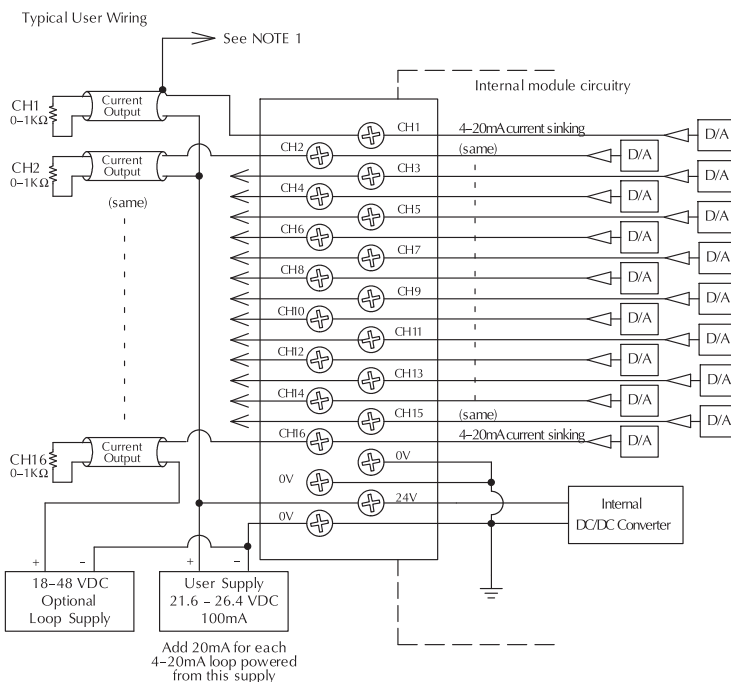 Typical User Wiring
See NOTE 1
Internal module circuitry
CH1
0–1KΩ
Current
Output
CH1
4–20mA current sinking
D/A
CH2
0–1KΩ
Current
Output
CH2
(same)
D/A
(same)
CH3
D/A
CH4
D/A
CH5
D/A
CH6
D/A
CH7
D/A
CH8
D/A
CH9
D/A
CH10
D/A
CH11
D/A
CH12
D/A
CH13
D/A
CH14
D/A
CH15
(same)
D/A
CH16
0–1KΩ
Current
Output
CH16
4–20mA current sinking
D/A
0V
0V
24V
0V
Internal
DC/DC Converter
+ –
18–48 VDC
Optional
Loop Supply
+ –
User Supply
21.6 – 26.4 VDC
100mA
Add 20mA for each
4–20mA loop powered
from this supply